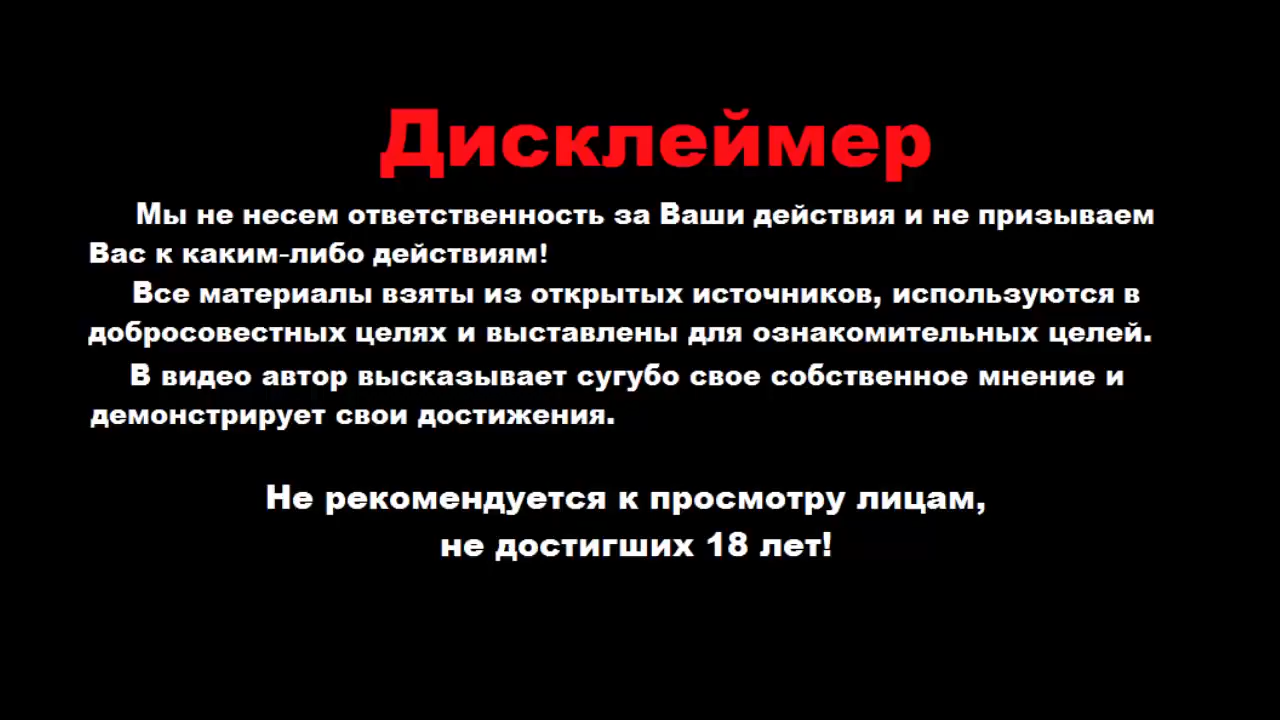 Дисклеймер
Мы не несем ответственность за Ваши действия и не призываем
Вас к каким-либо действиям!
Все материалы взяты из открытых источников, используются в
добросовестных целях и выставлены для ознакомительных целей.
В видео автор высказывает сугубо свое собственное мнение и
демонстрирует свои достижения.
Не рекомендуется к просмотру лицам,
не достигших 18 лет!